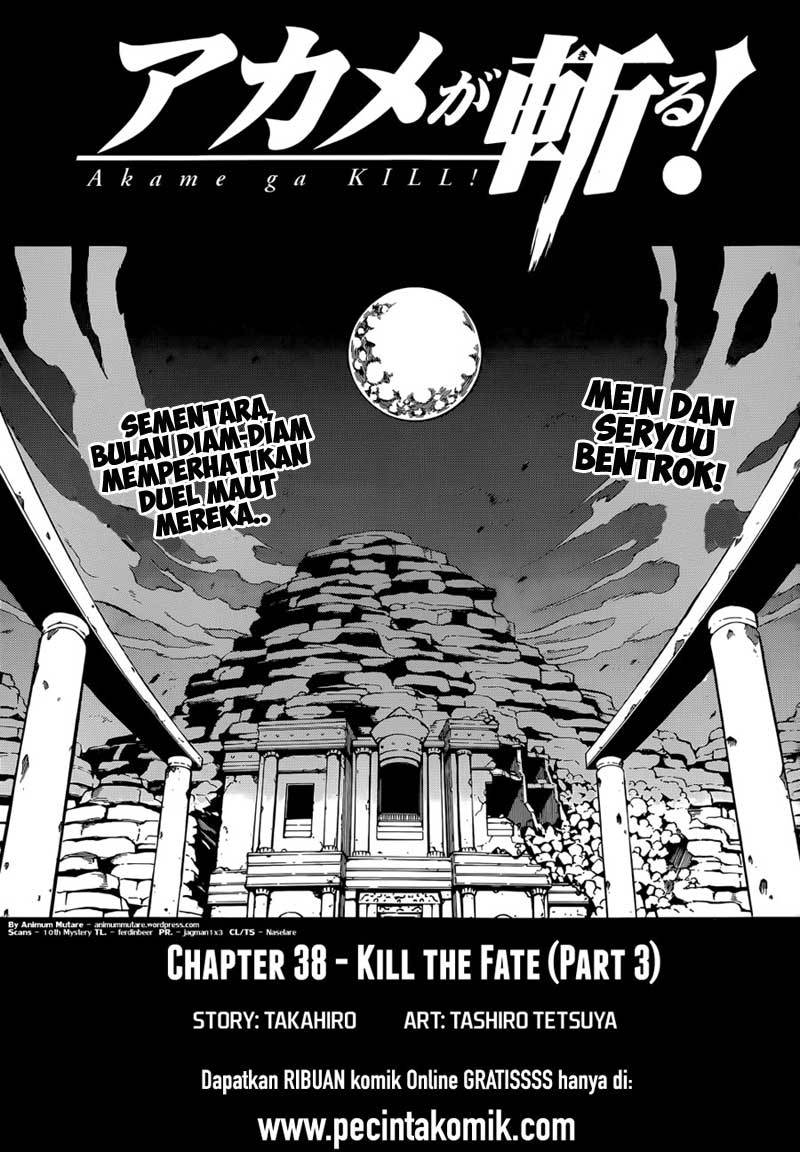 アカメが斬る!
き
Akame ga KILL!
MEIN DAN
SERYUU
BENTROK!
SEMENTARA,
BULAN DIAM-DIAM
MEMPERHATIKAN
DUEL MAUT
MEREKA..
By Animum Mutare - animummutare.wordpress.com
Scans - 10th Mystery TL. - ferdinbeer PR. - jagman1x3 CL/TS - Naselare
CHAPTER 38 - KILL THE FATE (PART 3)
STORY: TAKAHIRO ART: TASHIRO TETSUYA
Dapatkan RIBUAN komik Online GRATISSSS hanya di:
www.pecintakomik.com